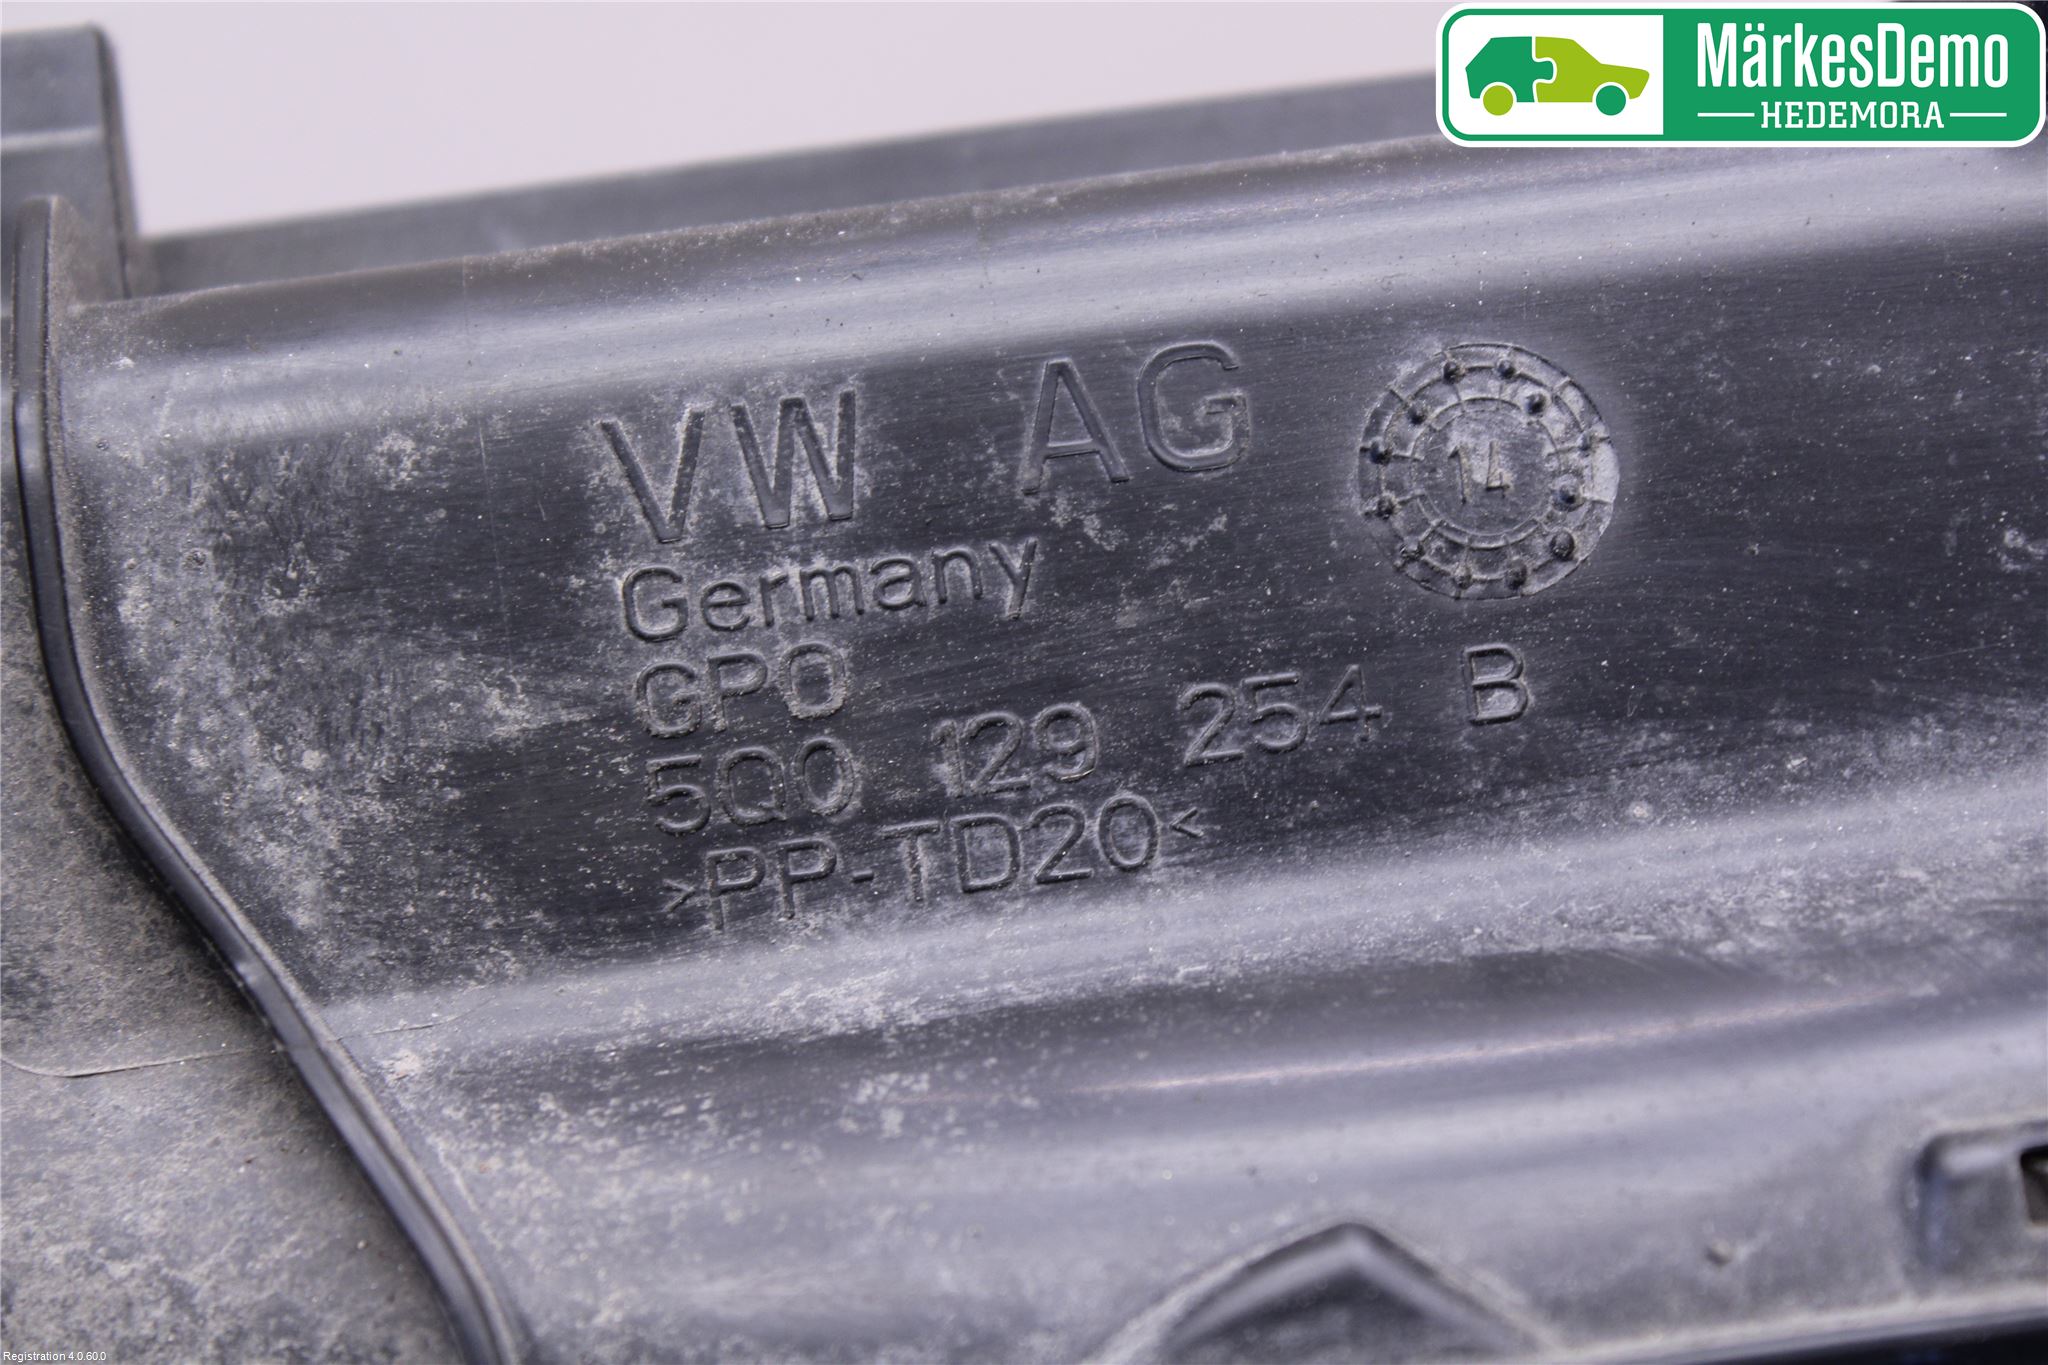 MärkesDemo
HEDEMORA
VW AG
14
Germany
GPO
5Q0 129 254 B
>PP-TD20<
Registration 4.0.60.0